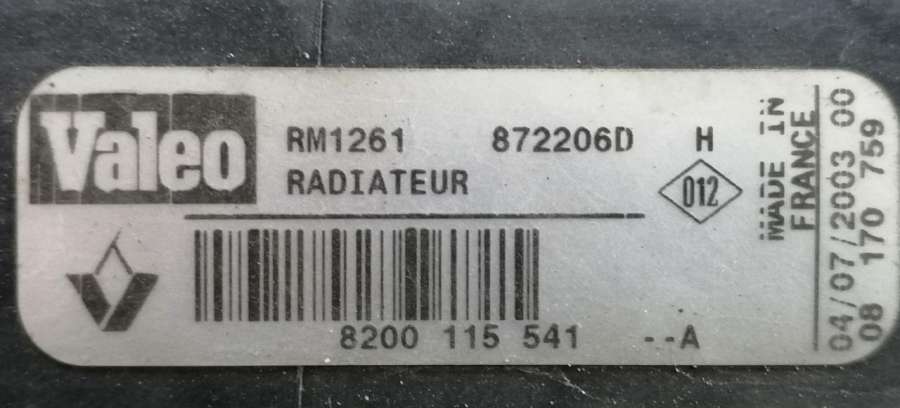 Valeo
RM1261 872206D H
RADIATEUR
012
8200 115 541 --A
MADE IN
FRANCE
04/07/2003 00
08 170 759